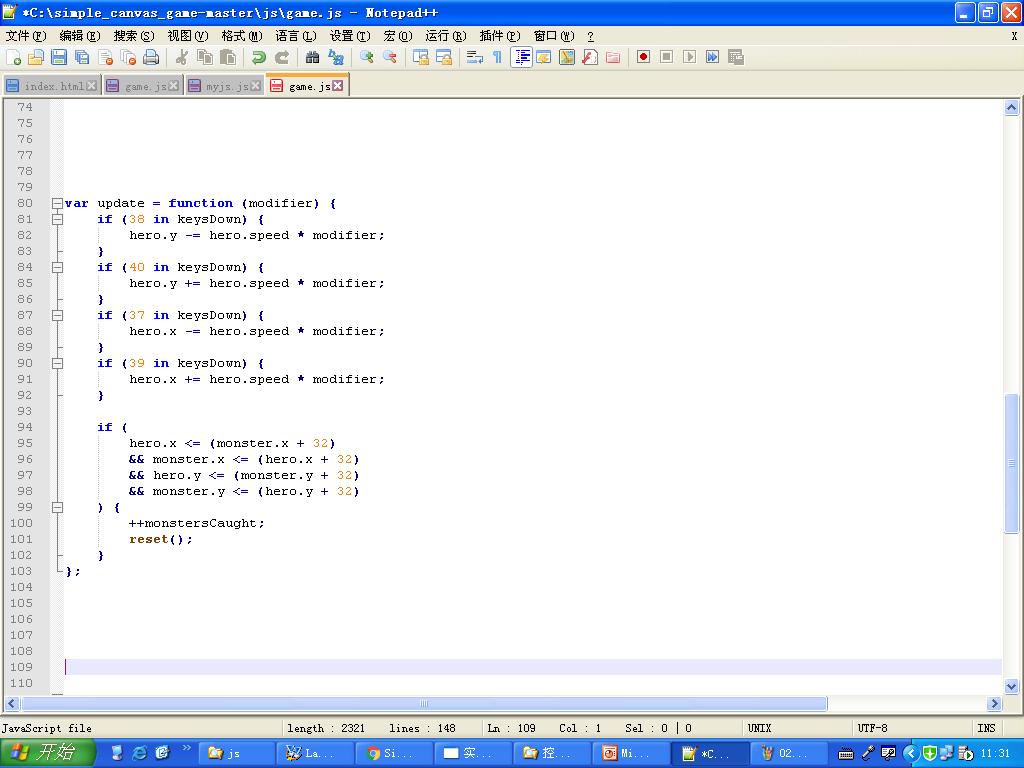 *C:\simple_canvas_game-master\js\game.js - Notepad++
文件(F) 编辑(E) 搜索(S) 视图(V) 格式(M) 语言(L) 设置(T) 宏(O) 运行(R) 插件(P) 窗口(W) ? X
index.html game.js myjs.js game.js
74
75
76
77
78
79
80 var update = function (modifier) {
81 if (38 in keysDown) {
82 hero.y -= hero.speed * modifier;
83 }
84 if (40 in keysDown) {
85 hero.y += hero.speed * modifier;
86 }
87 if (37 in keysDown) {
88 hero.x -= hero.speed * modifier;
89 }
90 if (39 in keysDown) {
91 hero.x += hero.speed * modifier;
92 }
93
94 if (
95 hero.x <= (monster.x + 32)
96 && monster.x <= (hero.x + 32)
97 && hero.y <= (monster.y + 32)
98 && monster.y <= (hero.y + 32)
99 ) {
100 ++monstersCaught;
101 reset();
102 }
103 };
104
105
106
107
108
109
110
JavaScript file length : 2321 lines : 148 Ln : 109 Col : 1 Sel : 0 | 0 UNIX UTF-8 INS
开始 js La... Si... 实... 控... Mi... *C... 02... 11:31